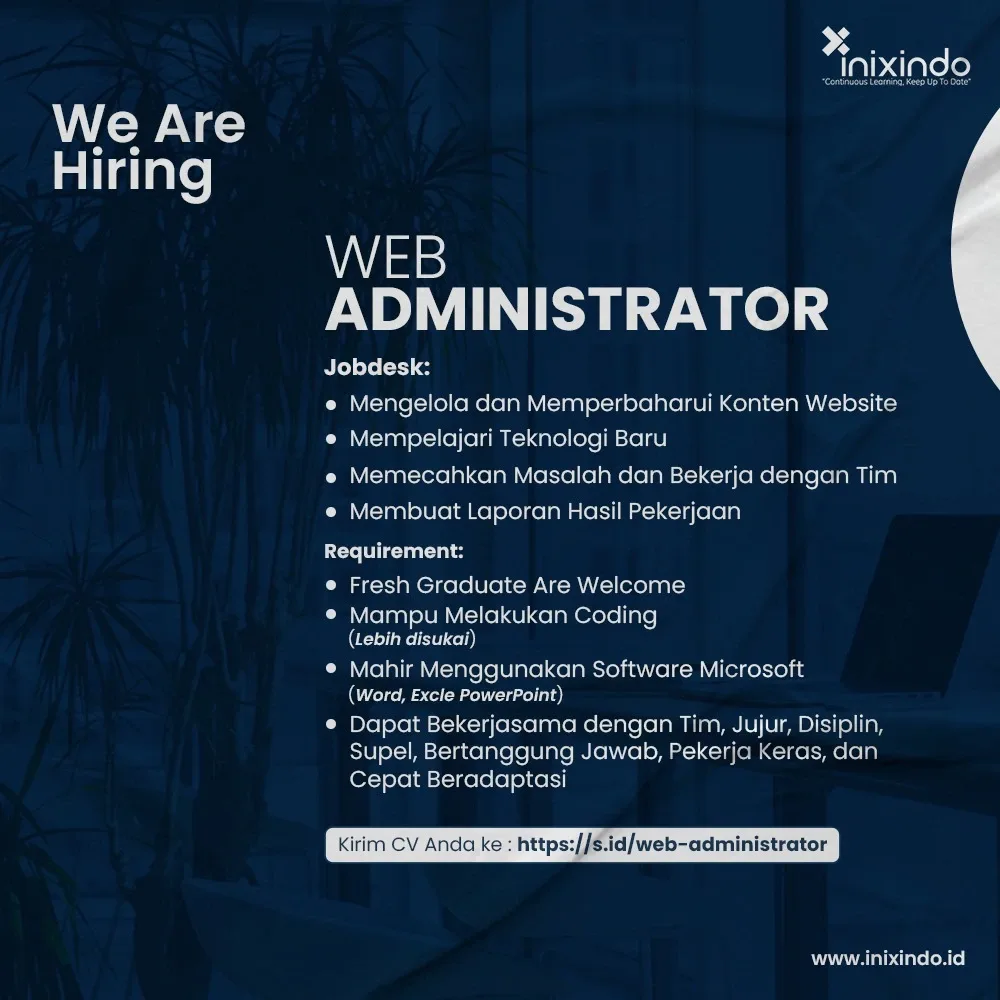 inixindo
"Continuous Learning, Keep Up To Date"
We Are
Hiring
WEB
ADMINISTRATOR
Jobdesk:
• Mengelola dan Memperbaharui Konten Website
• Mempelajari Teknologi Baru
• Memecahkan Masalah dan Bekerja dengan Tim
• Membuat Laporan Hasil Pekerjaan
Requirement:
• Fresh Graduate Are Welcome
• Mampu Melakukan Coding
(Lebih disukai)
• Mahir Menggunakan Software Microsoft
(Word, Excle PowerPoint)
• Dapat Bekerjasama dengan Tim, Jujur, Disiplin,
Supel, Bertanggung Jawab, Pekerja Keras, dan
Cepat Beradaptasi
Kirim CV Anda ke : https://s.id/web-administrator
www.inixindo.id